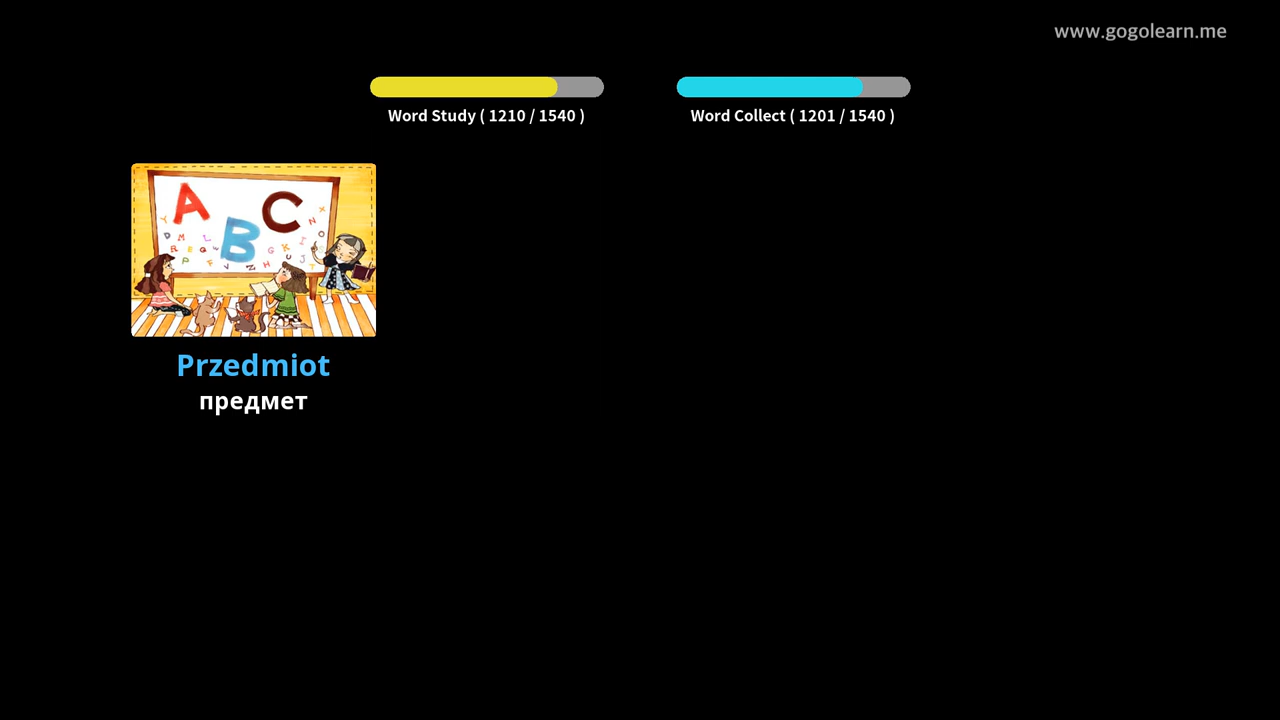 www.gogolearn.me
Word Study ( 1210 / 1540 )
Word Collect ( 1201 / 1540 )
A
B
C
Przedmiot
предмет